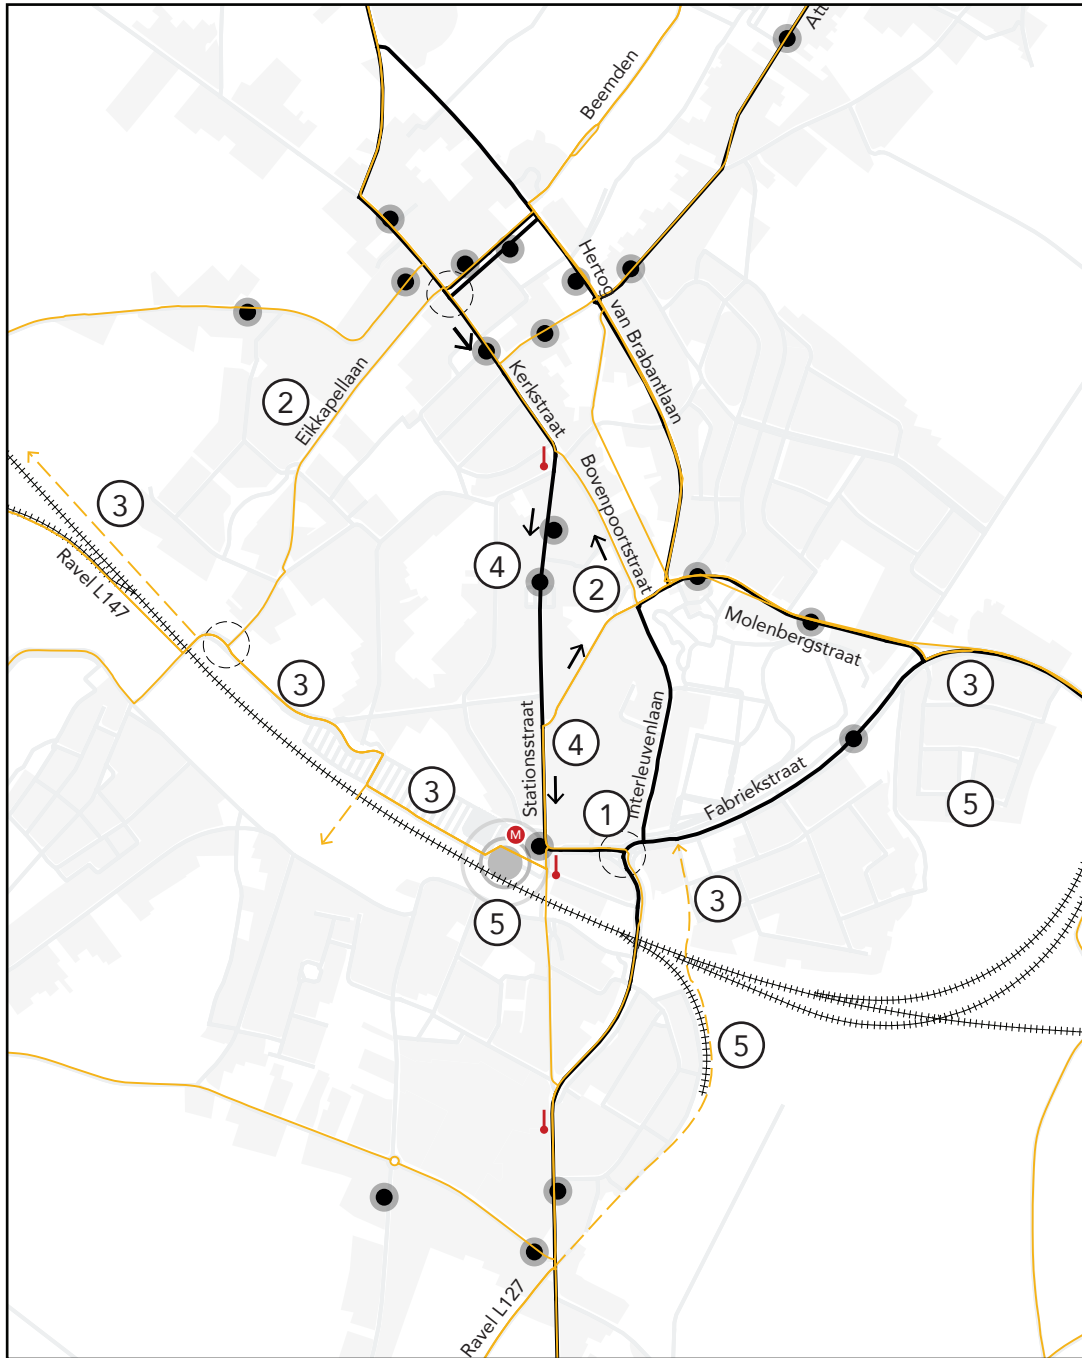 Att
Beemden
Hertog van Brabantlaan
Kerkstraat
2
Eikkapellaan
3
Bovenpoortstraat
4
2
Ravel L147
Molenbergstraat
3
3
Stationsstraat
4
Interleuvenlaan
3
Fabriekstraat
1
5
M
3
5
5
Ravel L127